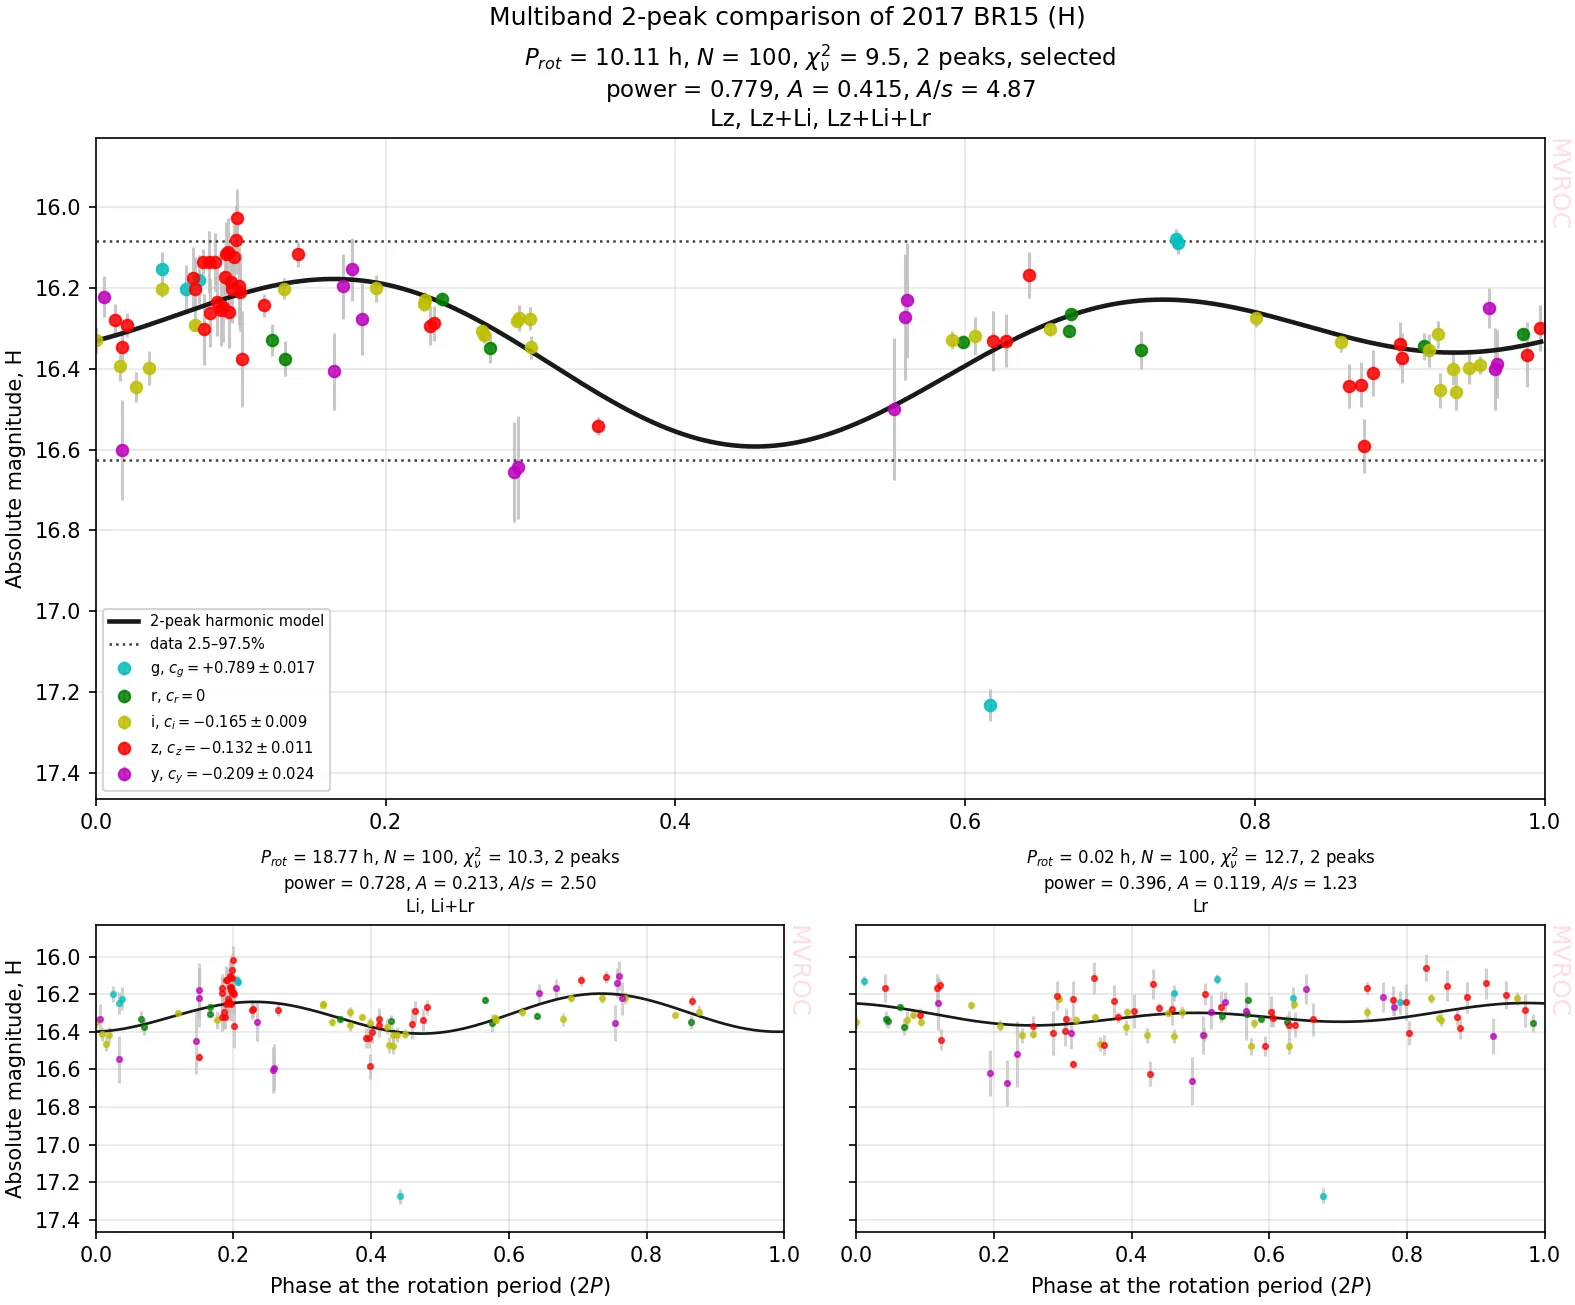 Multiband 2-peak comparison of 2017 BR15 (H)
P_rot = 10.11 h, N = 100, χ²_ν = 9.5, 2 peaks, selected
power = 0.779, A = 0.415, A/s = 4.87
Lz, Lz+Li, Lz+Li+Lr
MVROC
Absolute magnitude, H
16.0
16.2
16.4
16.6
16.8
17.0
17.2
17.4
2-peak harmonic model
data 2.5–97.5%
g, c_g = +0.789 ± 0.017
r, c_r = 0
i, c_i = −0.165 ± 0.009
z, c_z = −0.132 ± 0.011
y, c_y = −0.209 ± 0.024
0.0 0.2 0.4 0.6 0.8 1.0
P_rot = 18.77 h, N = 100, χ²_ν = 10.3, 2 peaks
power = 0.728, A = 0.213, A/s = 2.50
Li, Li+Lr
MVROC
Absolute magnitude, H
16.0
16.2
16.4
16.6
16.8
17.0
17.2
17.4
0.0 0.2 0.4 0.6 0.8 1.0
Phase at the rotation period (2P)
P_rot = 0.02 h, N = 100, χ²_ν = 12.7, 2 peaks
power = 0.396, A = 0.119, A/s = 1.23
Lr
MVROC
0.0 0.2 0.4 0.6 0.8 1.0
Phase at the rotation period (2P)